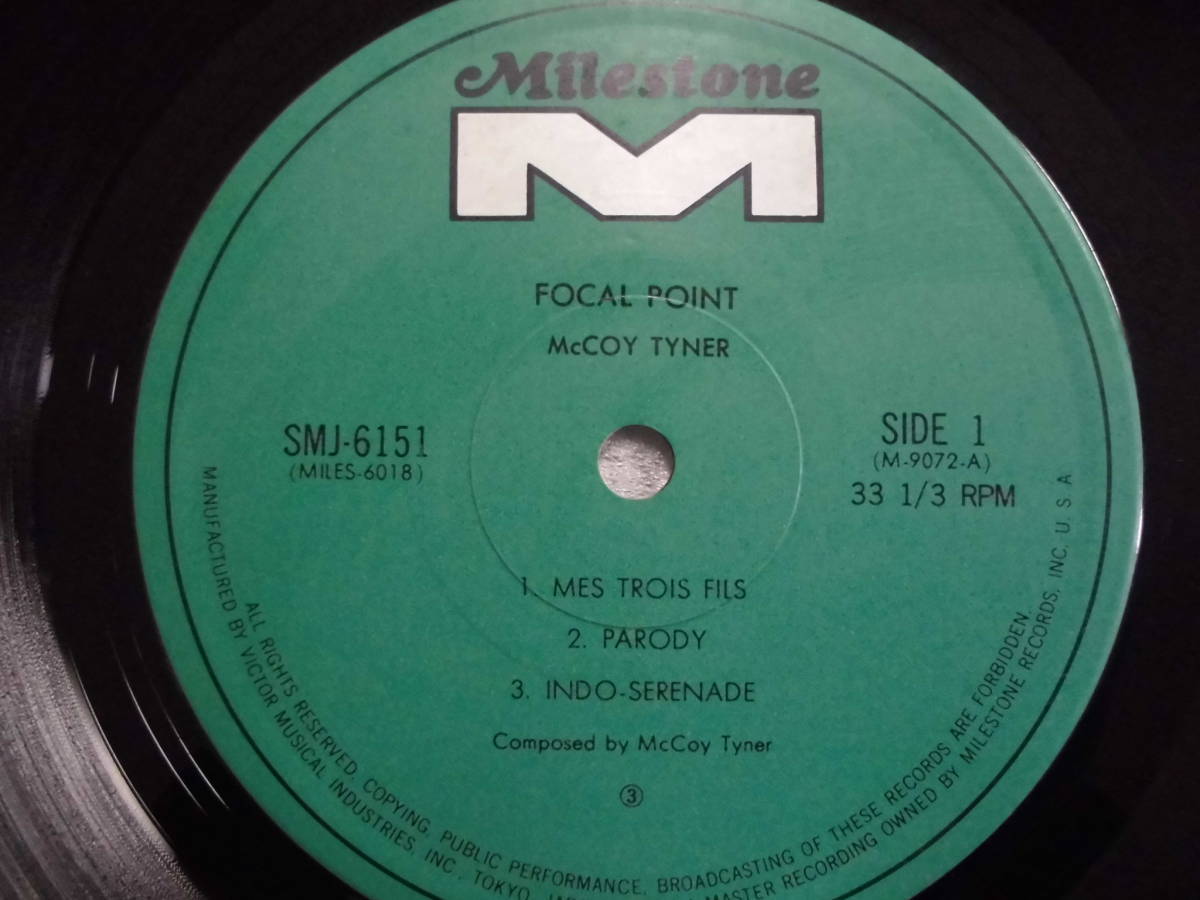 Milestone
FOCAL POINT
McCOY TYNER
SMJ-6151
(MILES-6018)
SIDE 1
(M-9072-A)
33 1/3 RPM
1. MES TROIS FILS
2. PARODY
3. INDO-SERENADE
Composed by McCoy Tyner
③
ALL RIGHTS RESERVED. COPYING, PUBLIC PERFORMANCE, BROADCASTING OF THESE RECORDS ARE FORBIDDEN.
MANUFACTURED BY VICTOR MUSICAL INDUSTRIES, INC., TOKYO, MASTER RECORDING OWNED BY MILESTONE RECORDS, INC, U.S.A